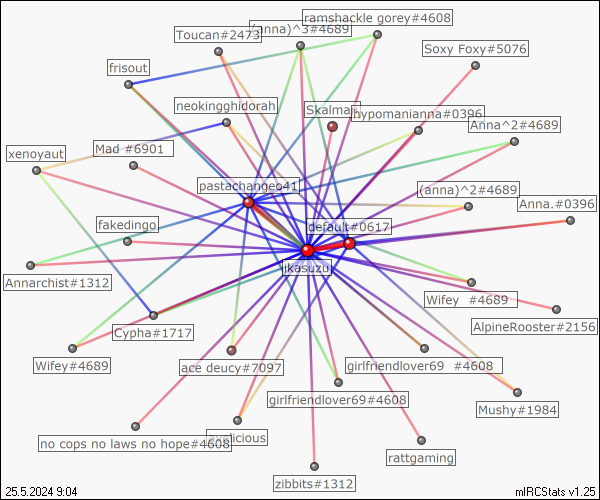 ramshackle gorey#4608
(anna)^3#4689
Toucan#2473
Soxy Foxy#5076
frisout
neokingghidorah
Skalman
hypomanianna#0396
Anna^2#4689
xenoyaut
Mad #6901
pastachangeo41
(anna)^2#4689
Anna.#0396
fakedingo
default#0617
jkasuzu
Annarchist#1312
Wifey #4689
AlpineRooster#2156
Cypha#1717
Wifey#4689
ace deucy#7097
girlfriendlover69 #4608
girlfriendlover69#4608
Mushy#1984
no cops no laws no hope#4608
rattgaming
zibbits#1312
25.5.2024 9:04
mIRCStats v1.25